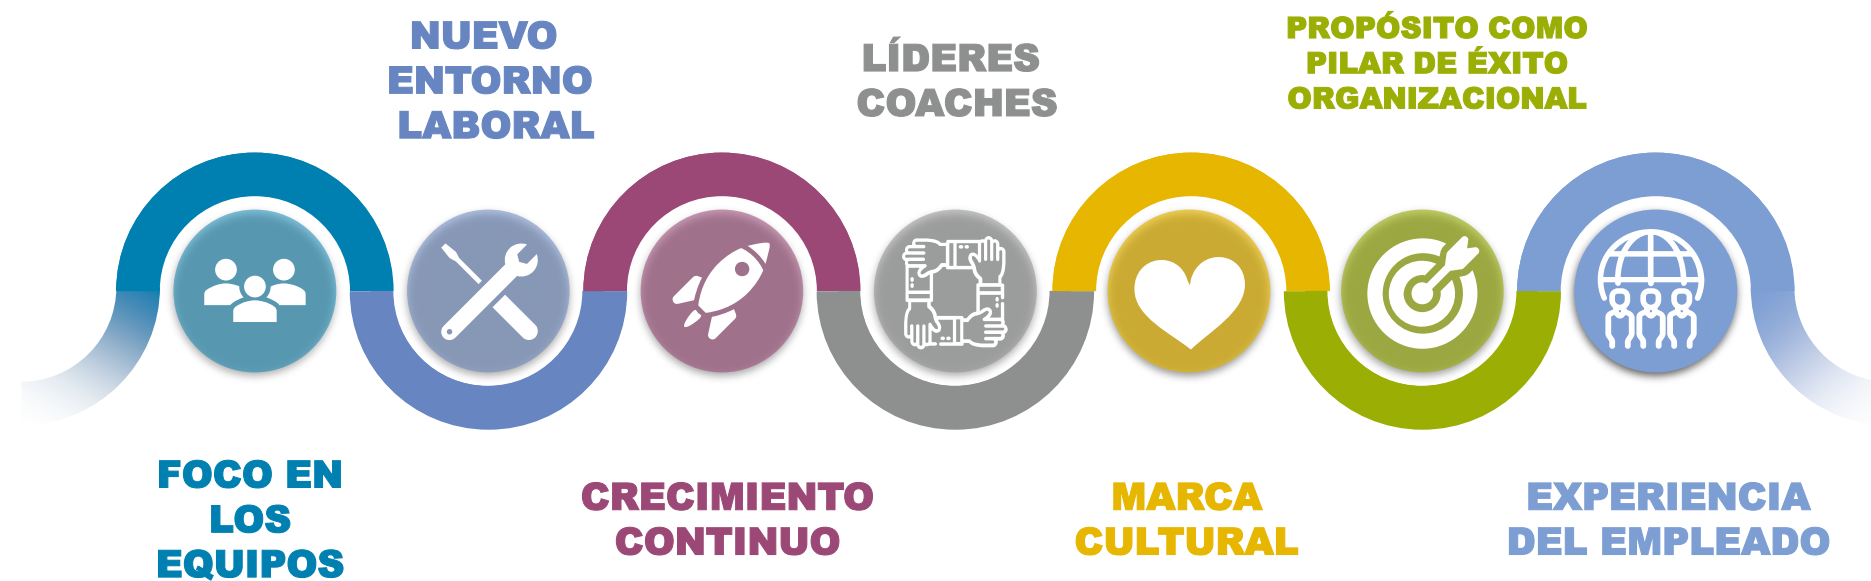 FOCO EN
LOS
EQUIPOS
NUEVO
ENTORNO
LABORAL
CRECIMIENTO
CONTINUO
LÍDERES
COACHES
MARCA
CULTURAL
PROPÓSITO COMO
PILAR DE ÉXITO
ORGANIZACIONAL
EXPERIENCIA
DEL EMPLEADO